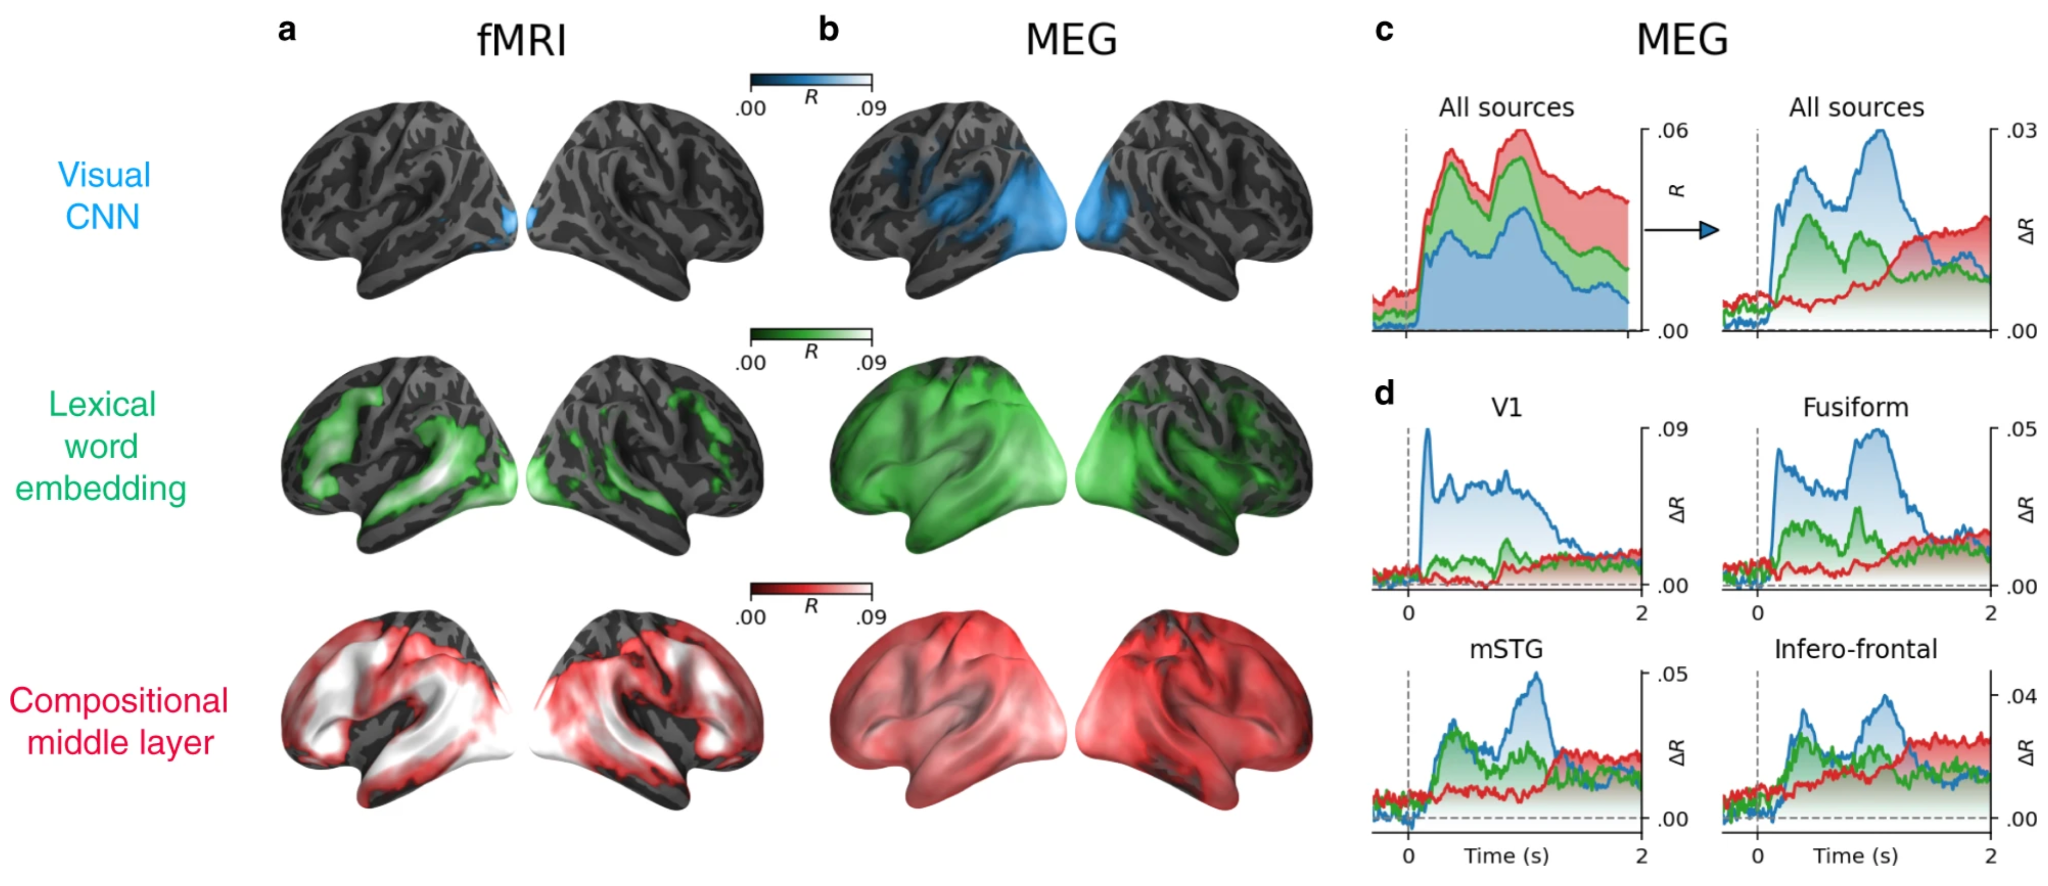 a
fMRI
b
MEG
c
MEG
Visual
CNN
.00
R
.09
All sources
.06
R
.00
All sources
.03
ΔR
.00
Lexical
word
embedding
.00
R
.09
d
V1
.09
ΔR
.00
0
Fusiform
.05
ΔR
.00
0
2
Compositional
middle layer
.00
R
.09
mSTG
.05
ΔR
.00
0
Time (s)
2
Infero-frontal
.04
ΔR
.00
0
Time (s)
2